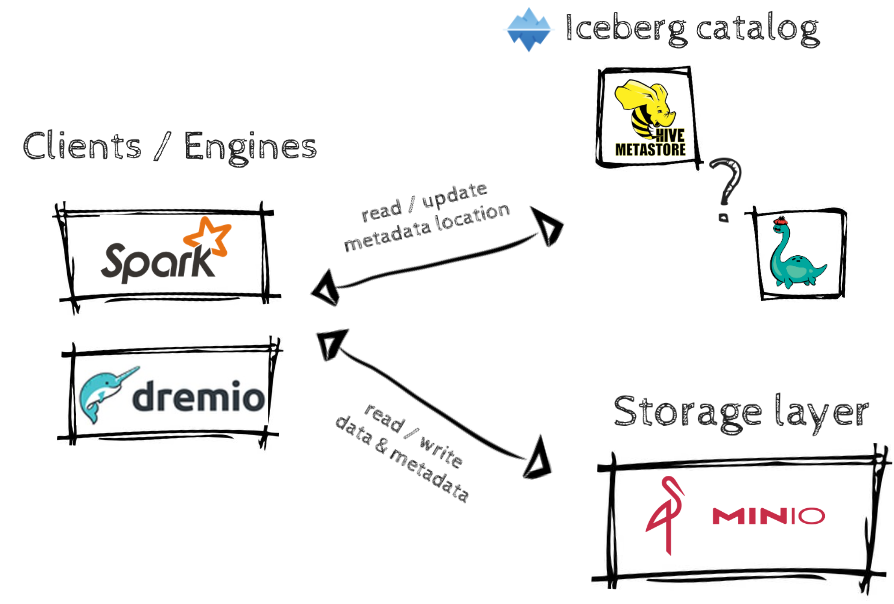 Iceberg catalog
HIVE
METASTORE
?
Clients / Engines
Spark
dremio
read / update
metadata location
read / write
data & metadata
Storage layer
MINIO